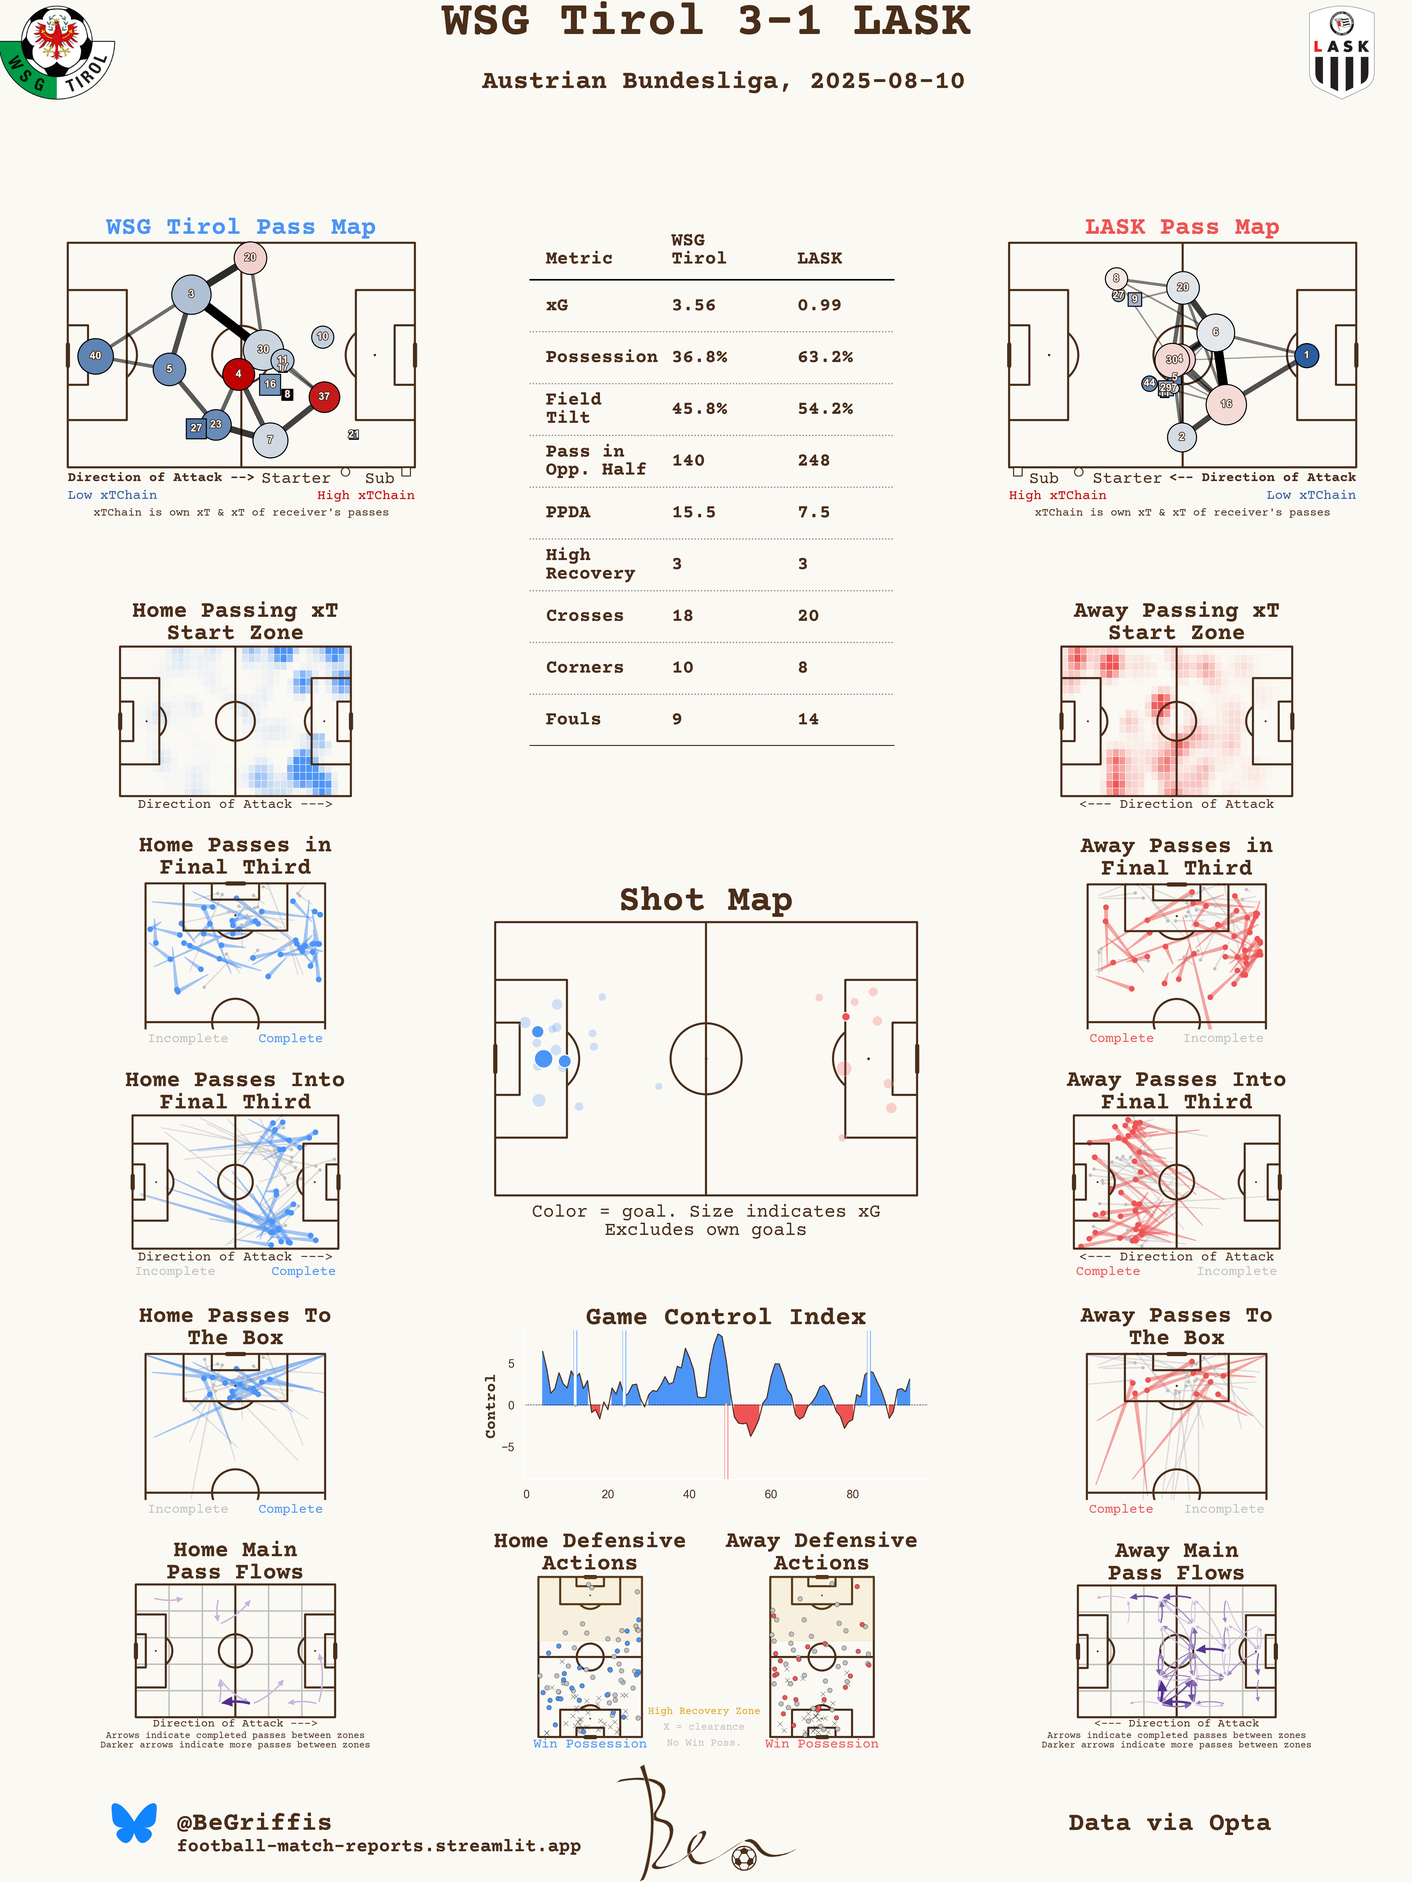 WSG Tirol 3-1 LASK
Austrian Bundesliga, 2025-08-10
WSG TIROL
LASK
WSG Tirol Pass Map
20
3
40
5
30
11
17
10
4
16
8
37
27
23
7
21
Direction of Attack --> Starter Sub
Low xTChain High xTChain
xTChain is own xT & xT of receiver's passes
Metric WSG Tirol LASK
xG 3.56 0.99
Possession 36.8% 63.2%
Field Tilt 45.8% 54.2%
Pass in Opp. Half 140 248
PPDA 15.5 7.5
High Recovery 3 3
Crosses 18 20
Corners 10 8
Fouls 9 14
LASK Pass Map
8
27
9
20
6
30
1
44
29
16
2
Sub Starter <-- Direction of Attack
High xTChain Low xTChain
xTChain is own xT & xT of receiver's passes
Home Passing xT
Start Zone
Direction of Attack --->
Away Passing xT
Start Zone
<--- Direction of Attack
Home Passes in
Final Third
Incomplete Complete
Away Passes in
Final Third
Complete Incomplete
Shot Map
Color = goal. Size indicates xG
Excludes own goals
Home Passes Into
Final Third
Direction of Attack --->
Incomplete Complete
Away Passes Into
Final Third
<--- Direction of Attack
Complete Incomplete
Home Passes To
The Box
Incomplete Complete
Game Control Index
Control
5
0
−5
0 20 40 60 80
Away Passes To
The Box
Complete Incomplete
Home Main
Pass Flows
Direction of Attack --->
Arrows indicate completed passes between zones
Darker arrows indicate more passes between zones
Home Defensive
Actions
Win Possession
High Recovery Zone
X = clearance
No Win Poss.
Away Defensive
Actions
Win Possession
Away Main
Pass Flows
<--- Direction of Attack
Arrows indicate completed passes between zones
Darker arrows indicate more passes between zones
@BeGriffis
football-match-reports.streamlit.app
Ben
Data via Opta